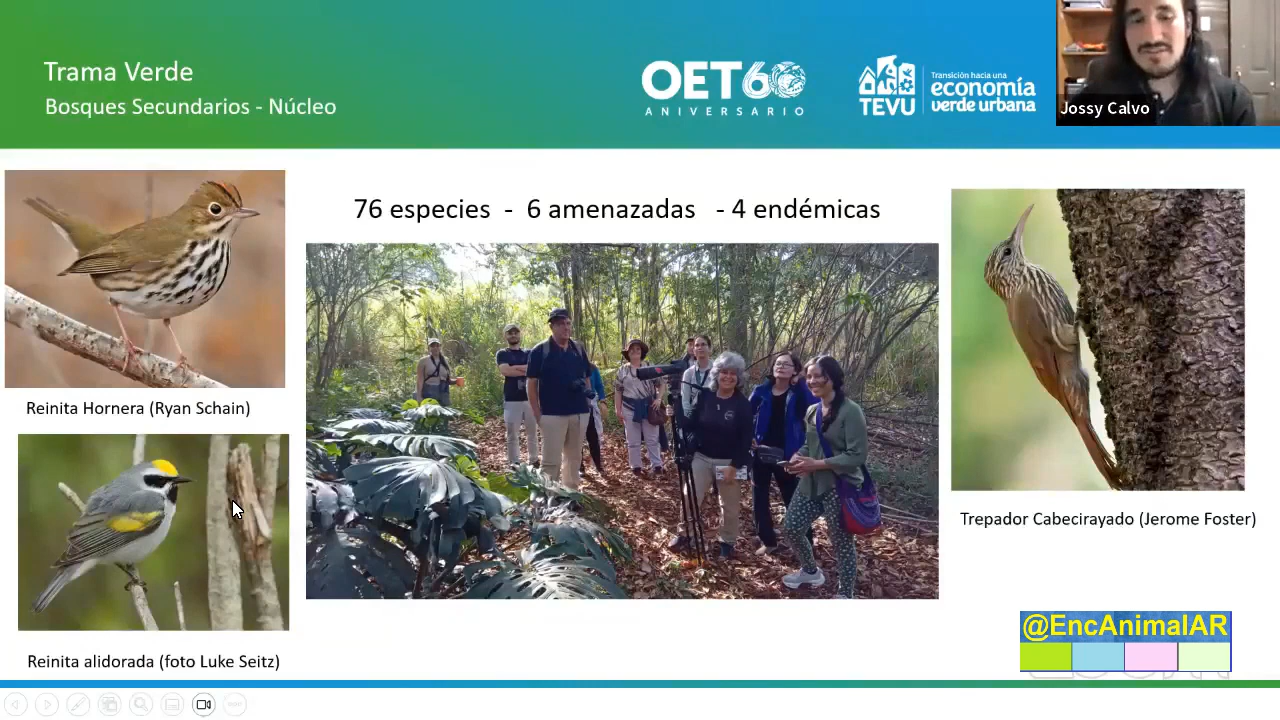 Trama Verde
Bosques Secundarios - Núcleo
OET60
ANIVERSARIO
TEVU
Transición hacia una
economía
verde urbana
Jossy Calvo
76 especies - 6 amenazadas - 4 endémicas
Reinita Hornera (Ryan Schain)
Trepador Cabecirayado (Jerome Foster)
@EncAnimalAR
Reinita alidorada (foto Luke Seitz)